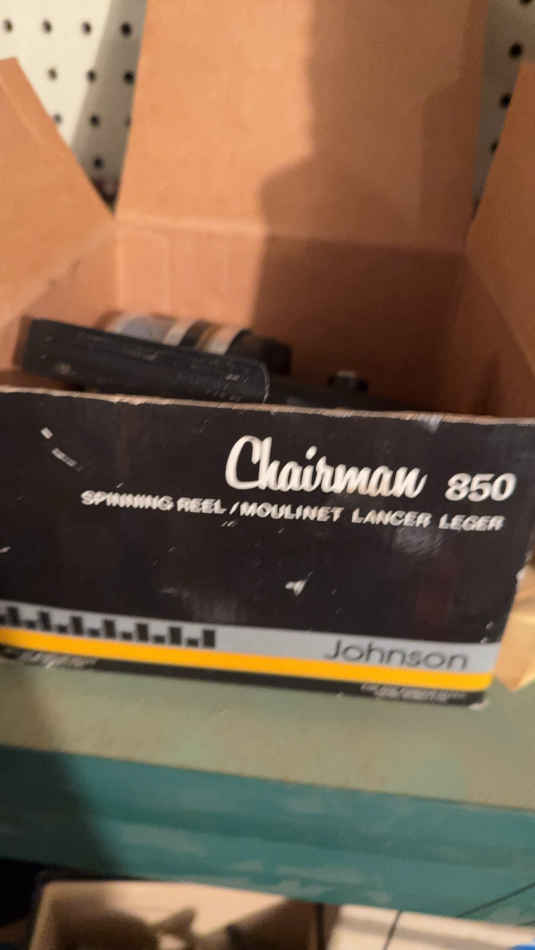 Chairman 850
SPINNING REEL / MOULINET LANCER LEGER
Johnson